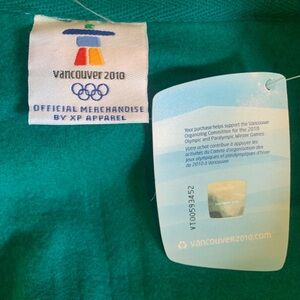 vancouver 2010
OFFICIAL MERCHANDISE
BY XP APPAREL
Your purchase helps support the Vancouver
Organizing Committee for the 2010
Olympic and Paralympic Winter Games.
Votre achat contribue à appuyer les
activités du Comité d'organisation des
Jeux olympiques et paralympiques d'hiver
de 2010 à Vancouver.
VT00593452
vancouver2010.com